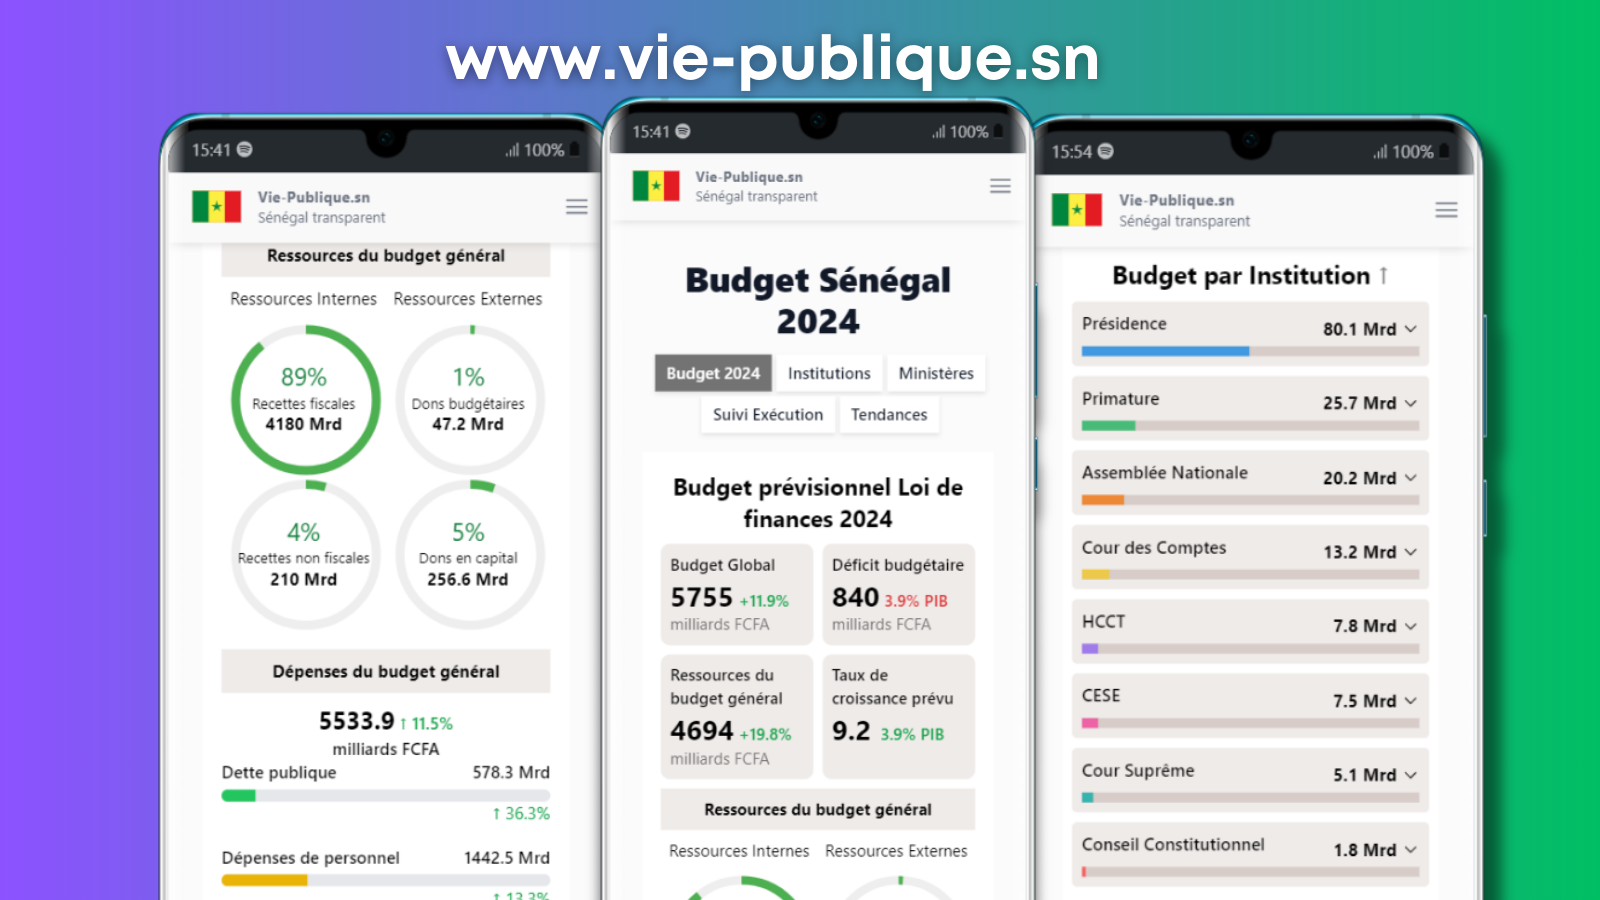 www.vie-publique.sn
15:41
100%
Vie-Publique.sn
Sénégal transparent
Ressources du budget général
Ressources Internes
Ressources Externes
89%
Recettes fiscales
4180 Mrd
1%
Dons budgétaires
47.2 Mrd
4%
Recettes non fiscales
210 Mrd
5%
Dons en capital
256.6 Mrd
Dépenses du budget général
5533.9 ↑ 11.5%
milliards FCFA
Dette publique 578.3 Mrd
↑ 36.3%
Dépenses de personnel 1442.5 Mrd
↑ 13.3%
15:41
100%
Vie-Publique.sn
Sénégal transparent
Budget Sénégal
2024
Budget 2024 Institutions Ministères
Suivi Exécution Tendances
Budget prévisionnel Loi de
finances 2024
Budget Global
5755 +11.9%
milliards FCFA
Déficit budgétaire
840 3.9% PIB
milliards FCFA
Ressources du
budget général
4694 +19.8%
milliards FCFA
Taux de
croissance prévu
9.2 3.9% PIB
Ressources du budget général
Ressources Internes
Ressources Externes
15:54
100%
Vie-Publique.sn
Sénégal transparent
Budget par Institution ↑
Présidence 80.1 Mrd
Primature 25.7 Mrd
Assemblée Nationale 20.2 Mrd
Cour des Comptes 13.2 Mrd
HCCT 7.8 Mrd
CESE 7.5 Mrd
Cour Suprême 5.1 Mrd
Conseil Constitutionnel 1.8 Mrd